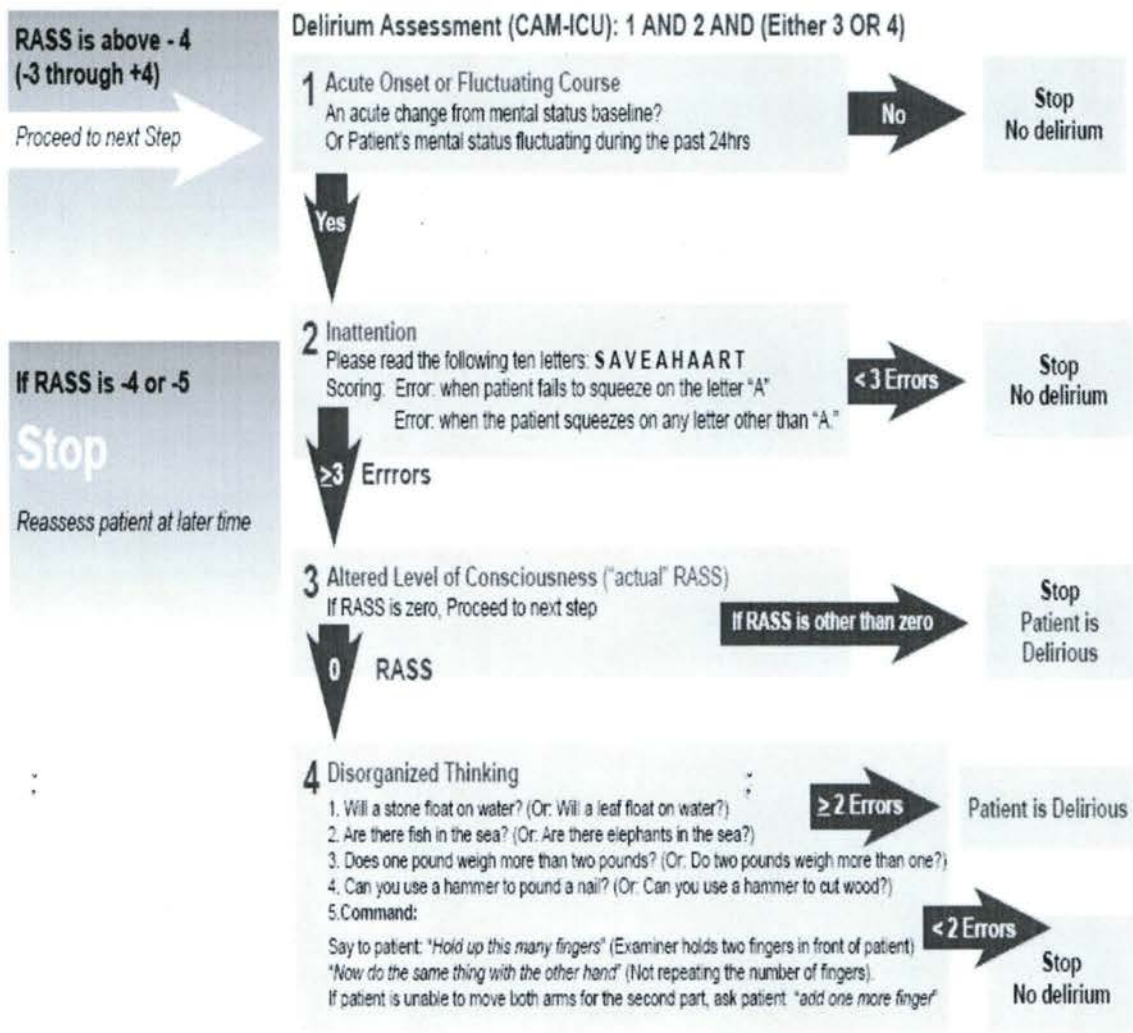 Delirium Assessment (CAM-ICU): 1 AND 2 AND (Either 3 OR 4)
RASS is above - 4
(-3 through +4)
Proceed to next Step
1 Acute Onset or Fluctuating Course
An acute change from mental status baseline?
Or Patient's mental status fluctuating during the past 24hrs
No
Stop
No delirium
Yes
If RASS is -4 or -5
Stop
Reassess patient at later time
2 Inattention
Please read the following ten letters: S A V E A H A A R T
Scoring: Error: when patient fails to squeeze on the letter "A"
Error: when the patient squeezes on any letter other than "A."
< 3 Errors
Stop
No delirium
≥3 Errrors
3 Altered Level of Consciousness ("actual" RASS)
If RASS is zero, Proceed to next step
If RASS is other than zero
Stop
Patient is
Delirious
0 RASS
4 Disorganized Thinking
1. Will a stone float on water? (Or: Will a leaf float on water?)
2. Are there fish in the sea? (Or: Are there elephants in the sea?)
3. Does one pound weigh more than two pounds? (Or: Do two pounds weigh more than one?)
4. Can you use a hammer to pound a nail? (Or: Can you use a hammer to cut wood?)
5.Command:
Say to patient: "Hold up this many fingers" (Examiner holds two fingers in front of patient)
"Now do the same thing with the other hand" (Not repeating the number of fingers).
If patient is unable to move both arms for the second part, ask patient "add one more finger"
≥ 2 Errors
Patient is Delirious
< 2 Errors
Stop
No delirium